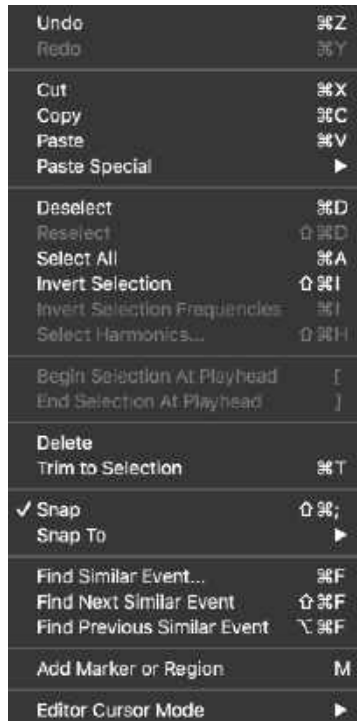 Undo ⌘Z
Redo ⌘Y
Cut ⌘X
Copy ⌘C
Paste ⌘V
Paste Special ▶
Deselect ⌘D
Reselect ⇧⌘D
Select All ⌘A
Invert Selection ⇧⌘I
Invert Selection Frequencies ⌘I
Select Harmonics... ⇧⌘H
Begin Selection At Playhead [
End Selection At Playhead ]
Delete
Trim to Selection ⌘T
✓ Snap ⇧⌘;
Snap To ▶
Find Similar Event... ⌘F
Find Next Similar Event ⇧⌘F
Find Previous Similar Event ⌥⌘F
Add Marker or Region M
Editor Cursor Mode ▶